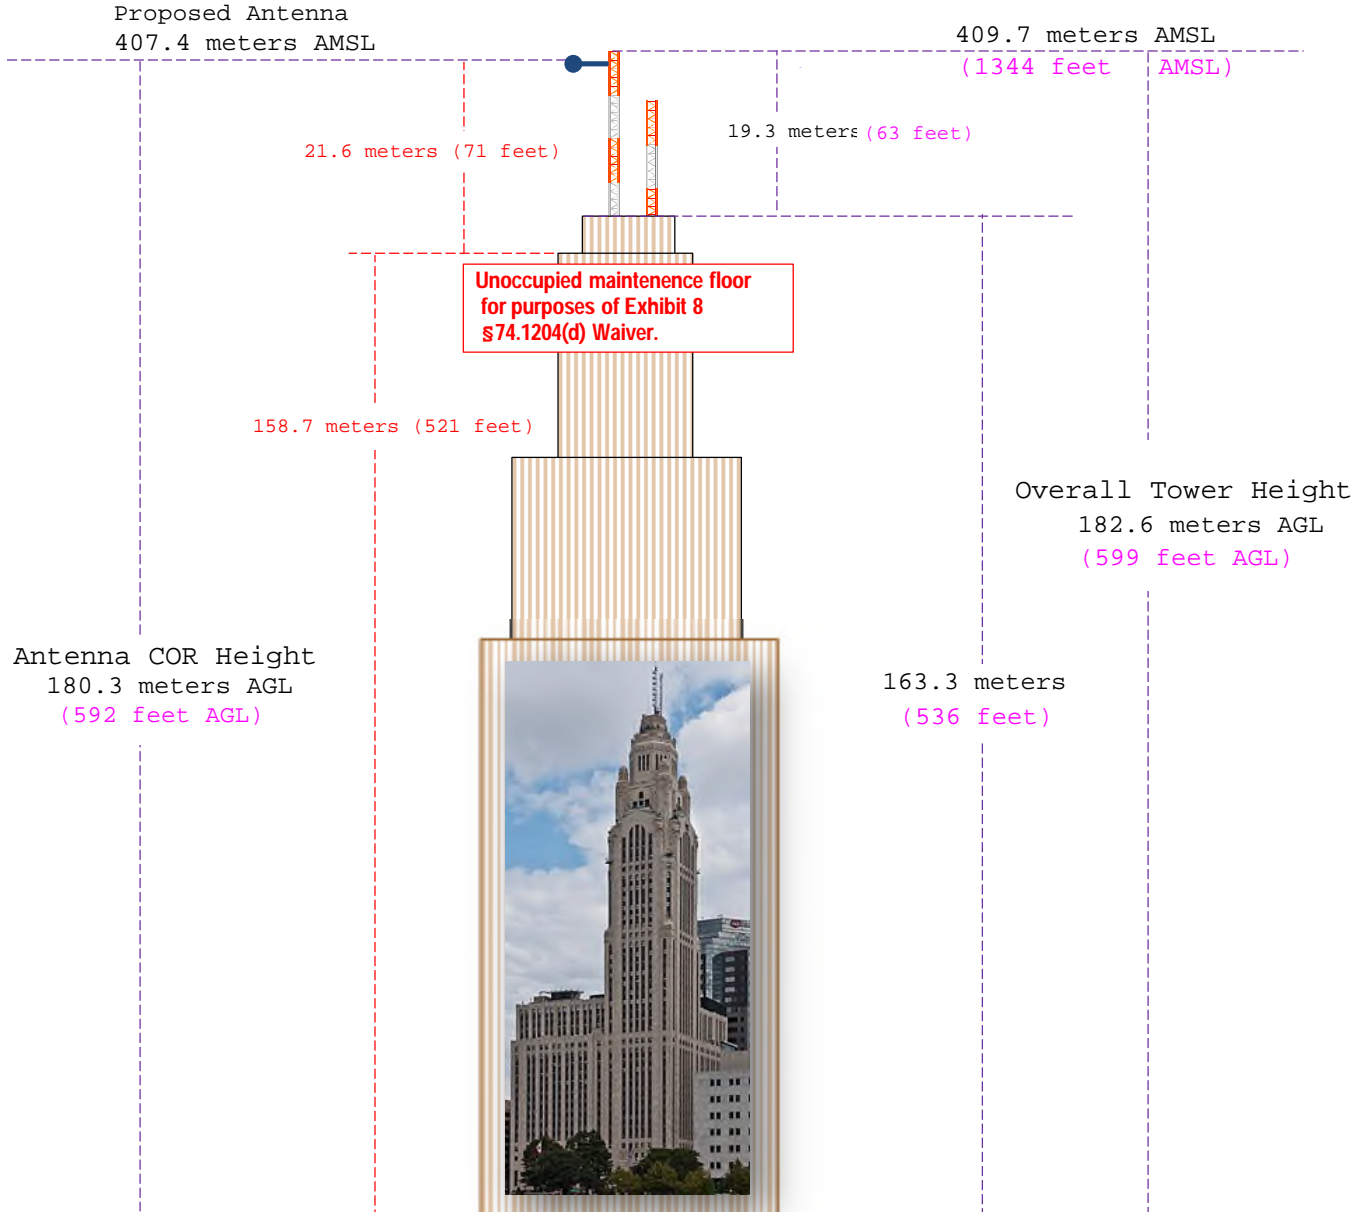 Proposed Antenna
407.4 meters AMSL
409.7 meters AMSL
(1344 feet AMSL)
19.3 meters (63 feet)
21.6 meters (71 feet)
Unoccupied maintenence floor
for purposes of Exhibit 8
§74.1204(d) Waiver.
158.7 meters (521 feet)
Overall Tower Height
182.6 meters AGL
(599 feet AGL)
Antenna COR Height
180.3 meters AGL
(592 feet AGL)
163.3 meters
(536 feet)